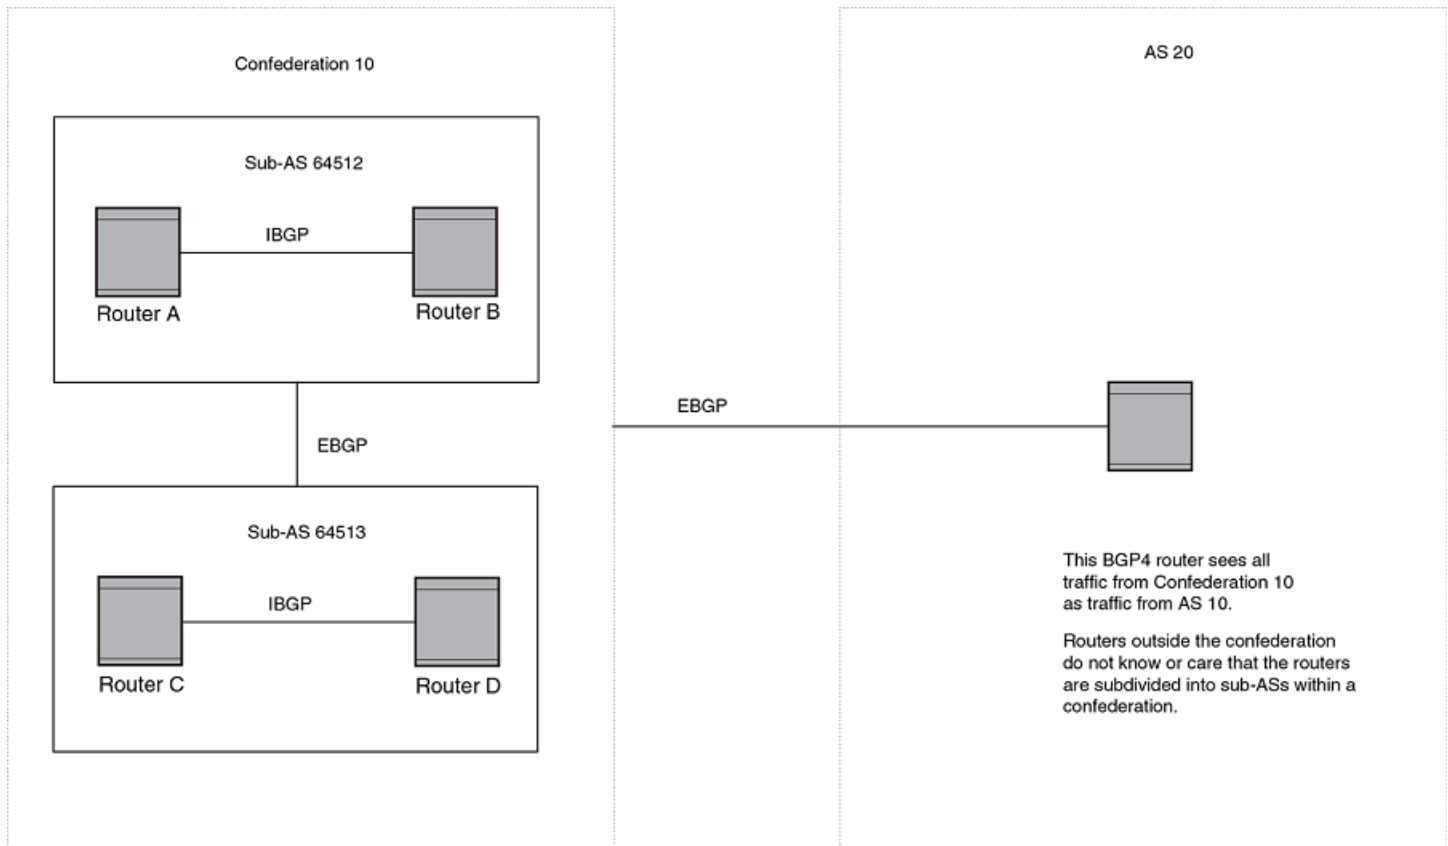 Confederation 10
AS 20
Sub-AS 64512
IBGP
Router A
Router B
EBGP
EBGP
Sub-AS 64513
IBGP
Router C
Router D
This BGP4 router sees all
traffic from Confederation 10
as traffic from AS 10.
Routers outside the confederation
do not know or care that the routers
are subdivided into sub-ASs within a
confederation.